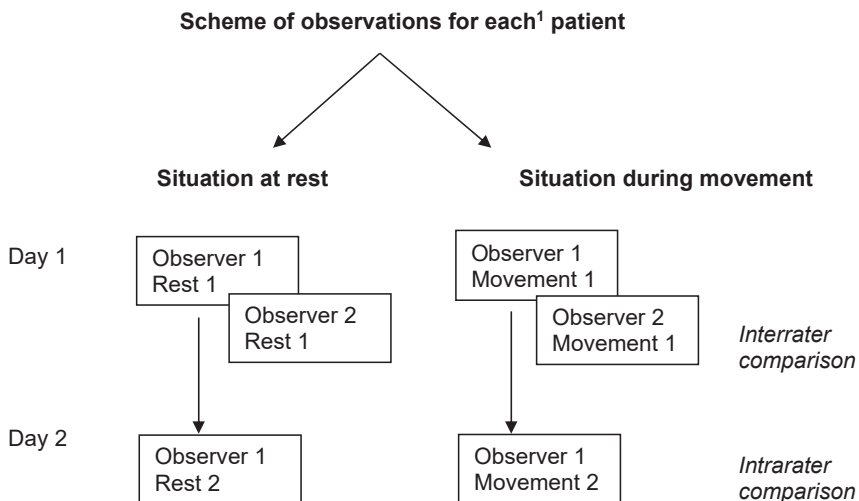 Scheme of observations for each¹ patient
Situation at rest
Situation during movement
Day 1
Observer 1
Rest 1
Observer 2
Rest 1
Observer 1
Movement 1
Observer 2
Movement 1
Interrater
comparison
Day 2
Observer 1
Rest 2
Observer 1
Movement 2
Intrarater
comparison